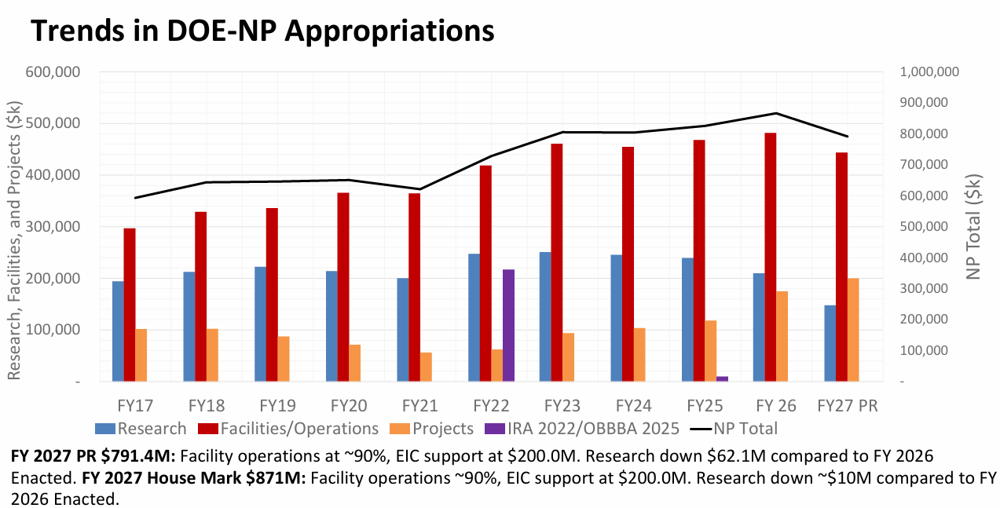 Trends in DOE-NP Appropriations
600,000
500,000
400,000
300,000
200,000
100,000
-
Research, Facilities, and Projects ($k)
1,000,000
900,000
800,000
700,000
600,000
500,000
400,000
300,000
200,000
100,000
-
NP Total ($k)
FY17 FY18 FY19 FY20 FY21 FY22 FY23 FY24 FY25 FY 26 FY27 PR
Research Facilities/Operations Projects IRA 2022/OBBBA 2025 NP Total
FY 2027 PR $791.4M: Facility operations at ~90%, EIC support at $200.0M. Research down $62.1M compared to FY 2026
Enacted. FY 2027 House Mark $871M: Facility operations ~90%, EIC support at $200.0M. Research down ~$10M compared to FY
2026 Enacted.